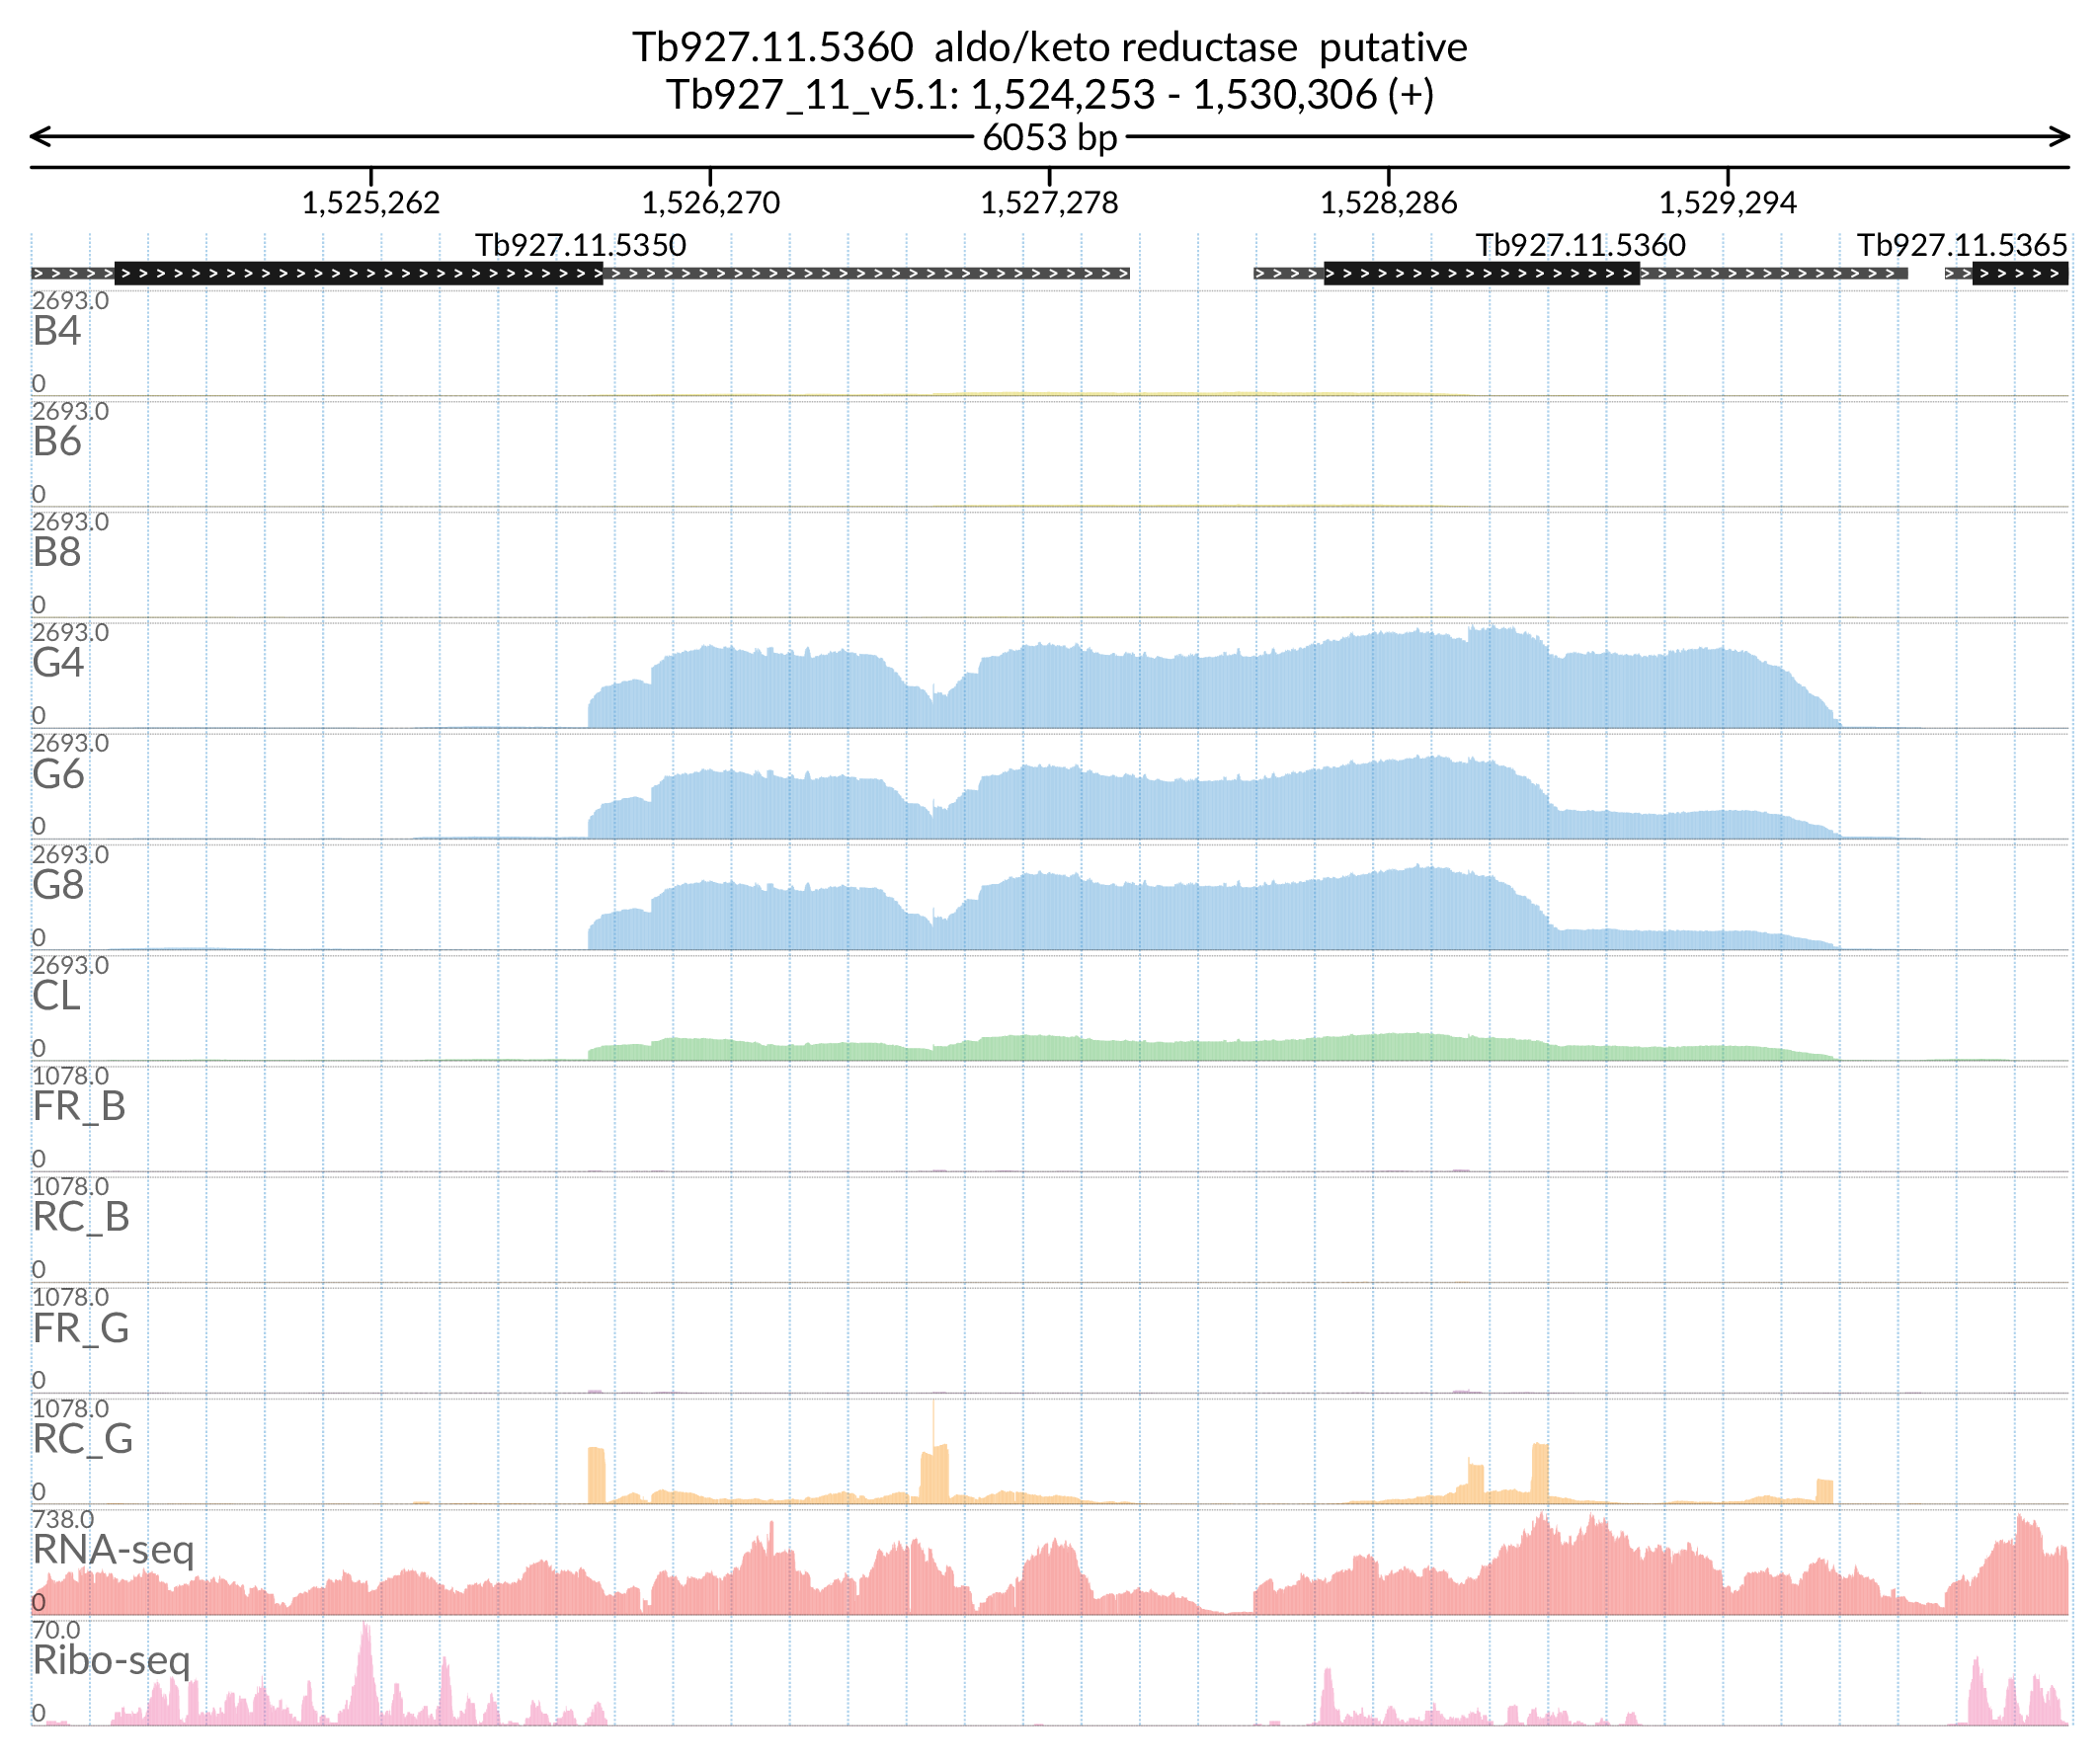 Tb927.11.5360 aldo/keto reductase putative
Tb927_11_v5.1: 1,524,253 - 1,530,306 (+)
6053 bp
1,525,262 1,526,270 1,527,278 1,528,286 1,529,294
Tb927.11.5350 Tb927.11.5360 Tb927.11.5365
2693.0
B4
0
2693.0
B6
0
2693.0
B8
0
2693.0
G4
0
2693.0
G6
0
2693.0
G8
0
2693.0
CL
0
1078.0
FR_B
0
1078.0
RC_B
0
1078.0
FR_G
0
1078.0
RC_G
0
738.0
RNA-seq
0
70.0
Ribo-seq
0